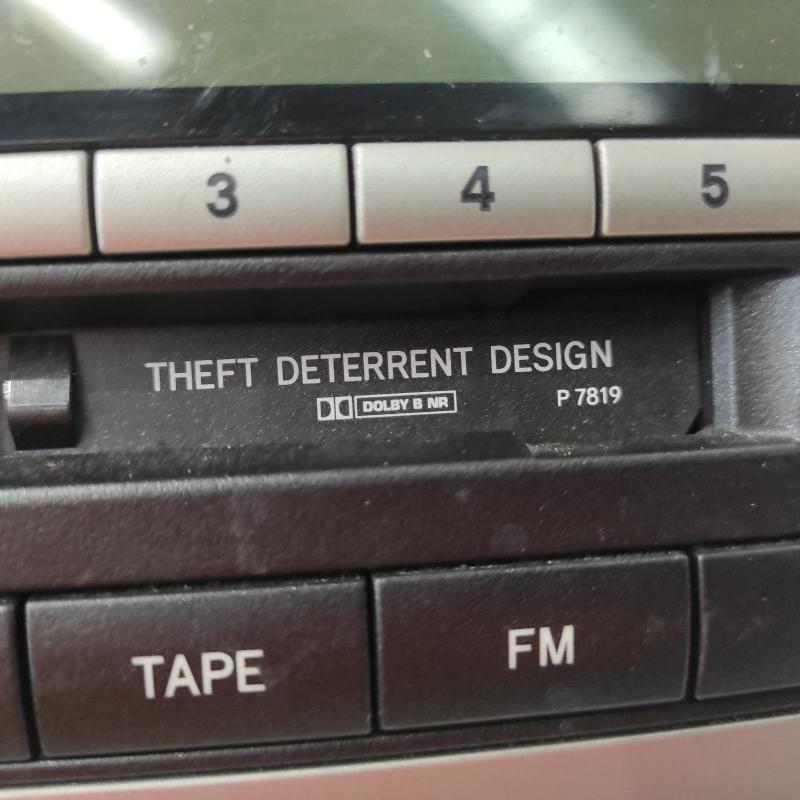 3 4 5
THEFT DETERRENT DESIGN
DOLBY B NR P 7819
TAPE FM